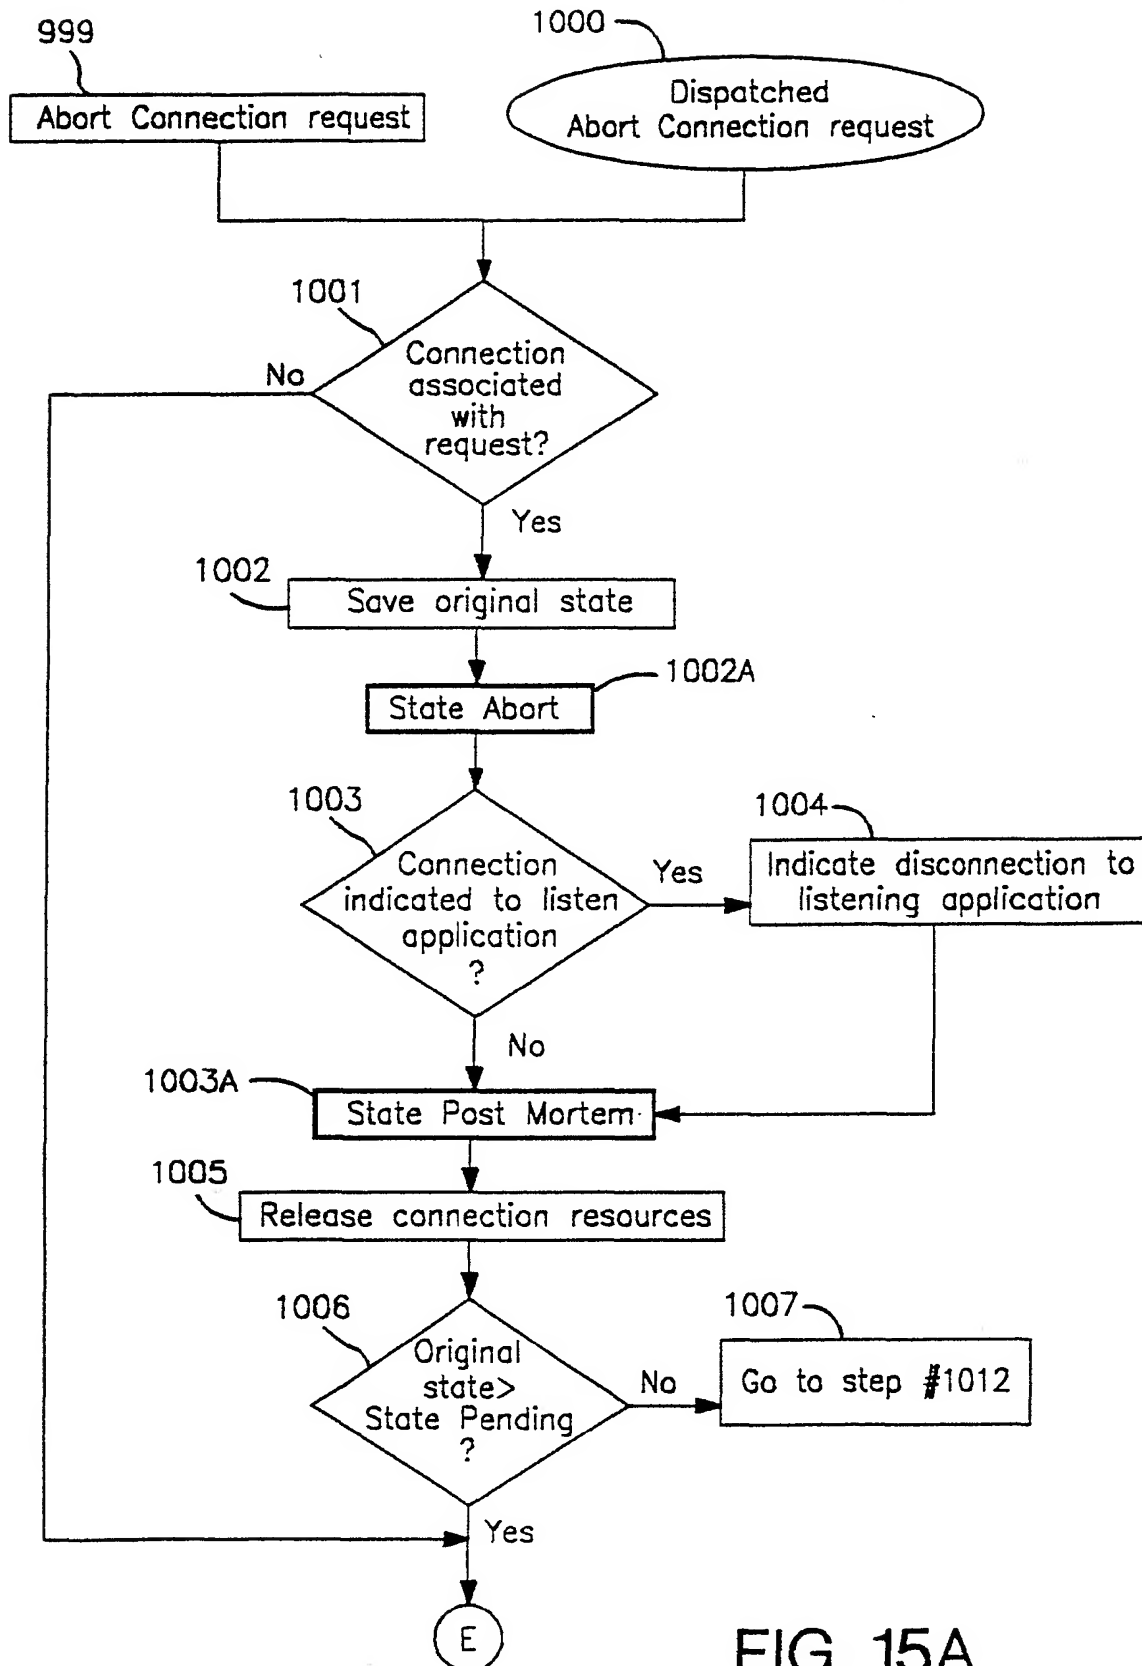 999
Abort Connection request
1000
Dispatched
Abort Connection request
1001
No
Connection
associated
with
request?
Yes
1002
Save original state
1002A
State Abort
1003
Connection
indicated to listen
application
?
Yes
1004
Indicate disconnection to
listening application
No
1003A
State Post Mortem
1005
Release connection resources
1006
Original
state>
State Pending
?
No
1007
Go to step #1012
Yes
E
FIG. 15A